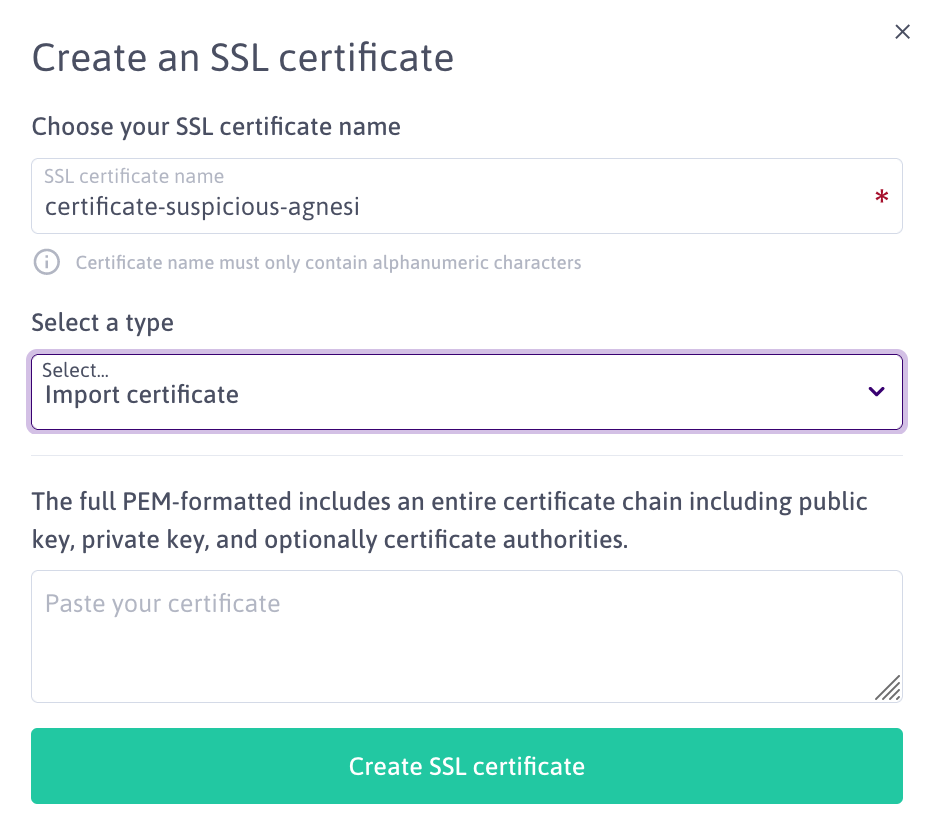 Create an SSL certificate
Choose your SSL certificate name
SSL certificate name
certificate-suspicious-agnesi
*
Certificate name must only contain alphanumeric characters
Select a type
Select...
Import certificate
The full PEM-formatted includes an entire certificate chain including public
key, private key, and optionally certificate authorities.
Paste your certificate
Create SSL certificate